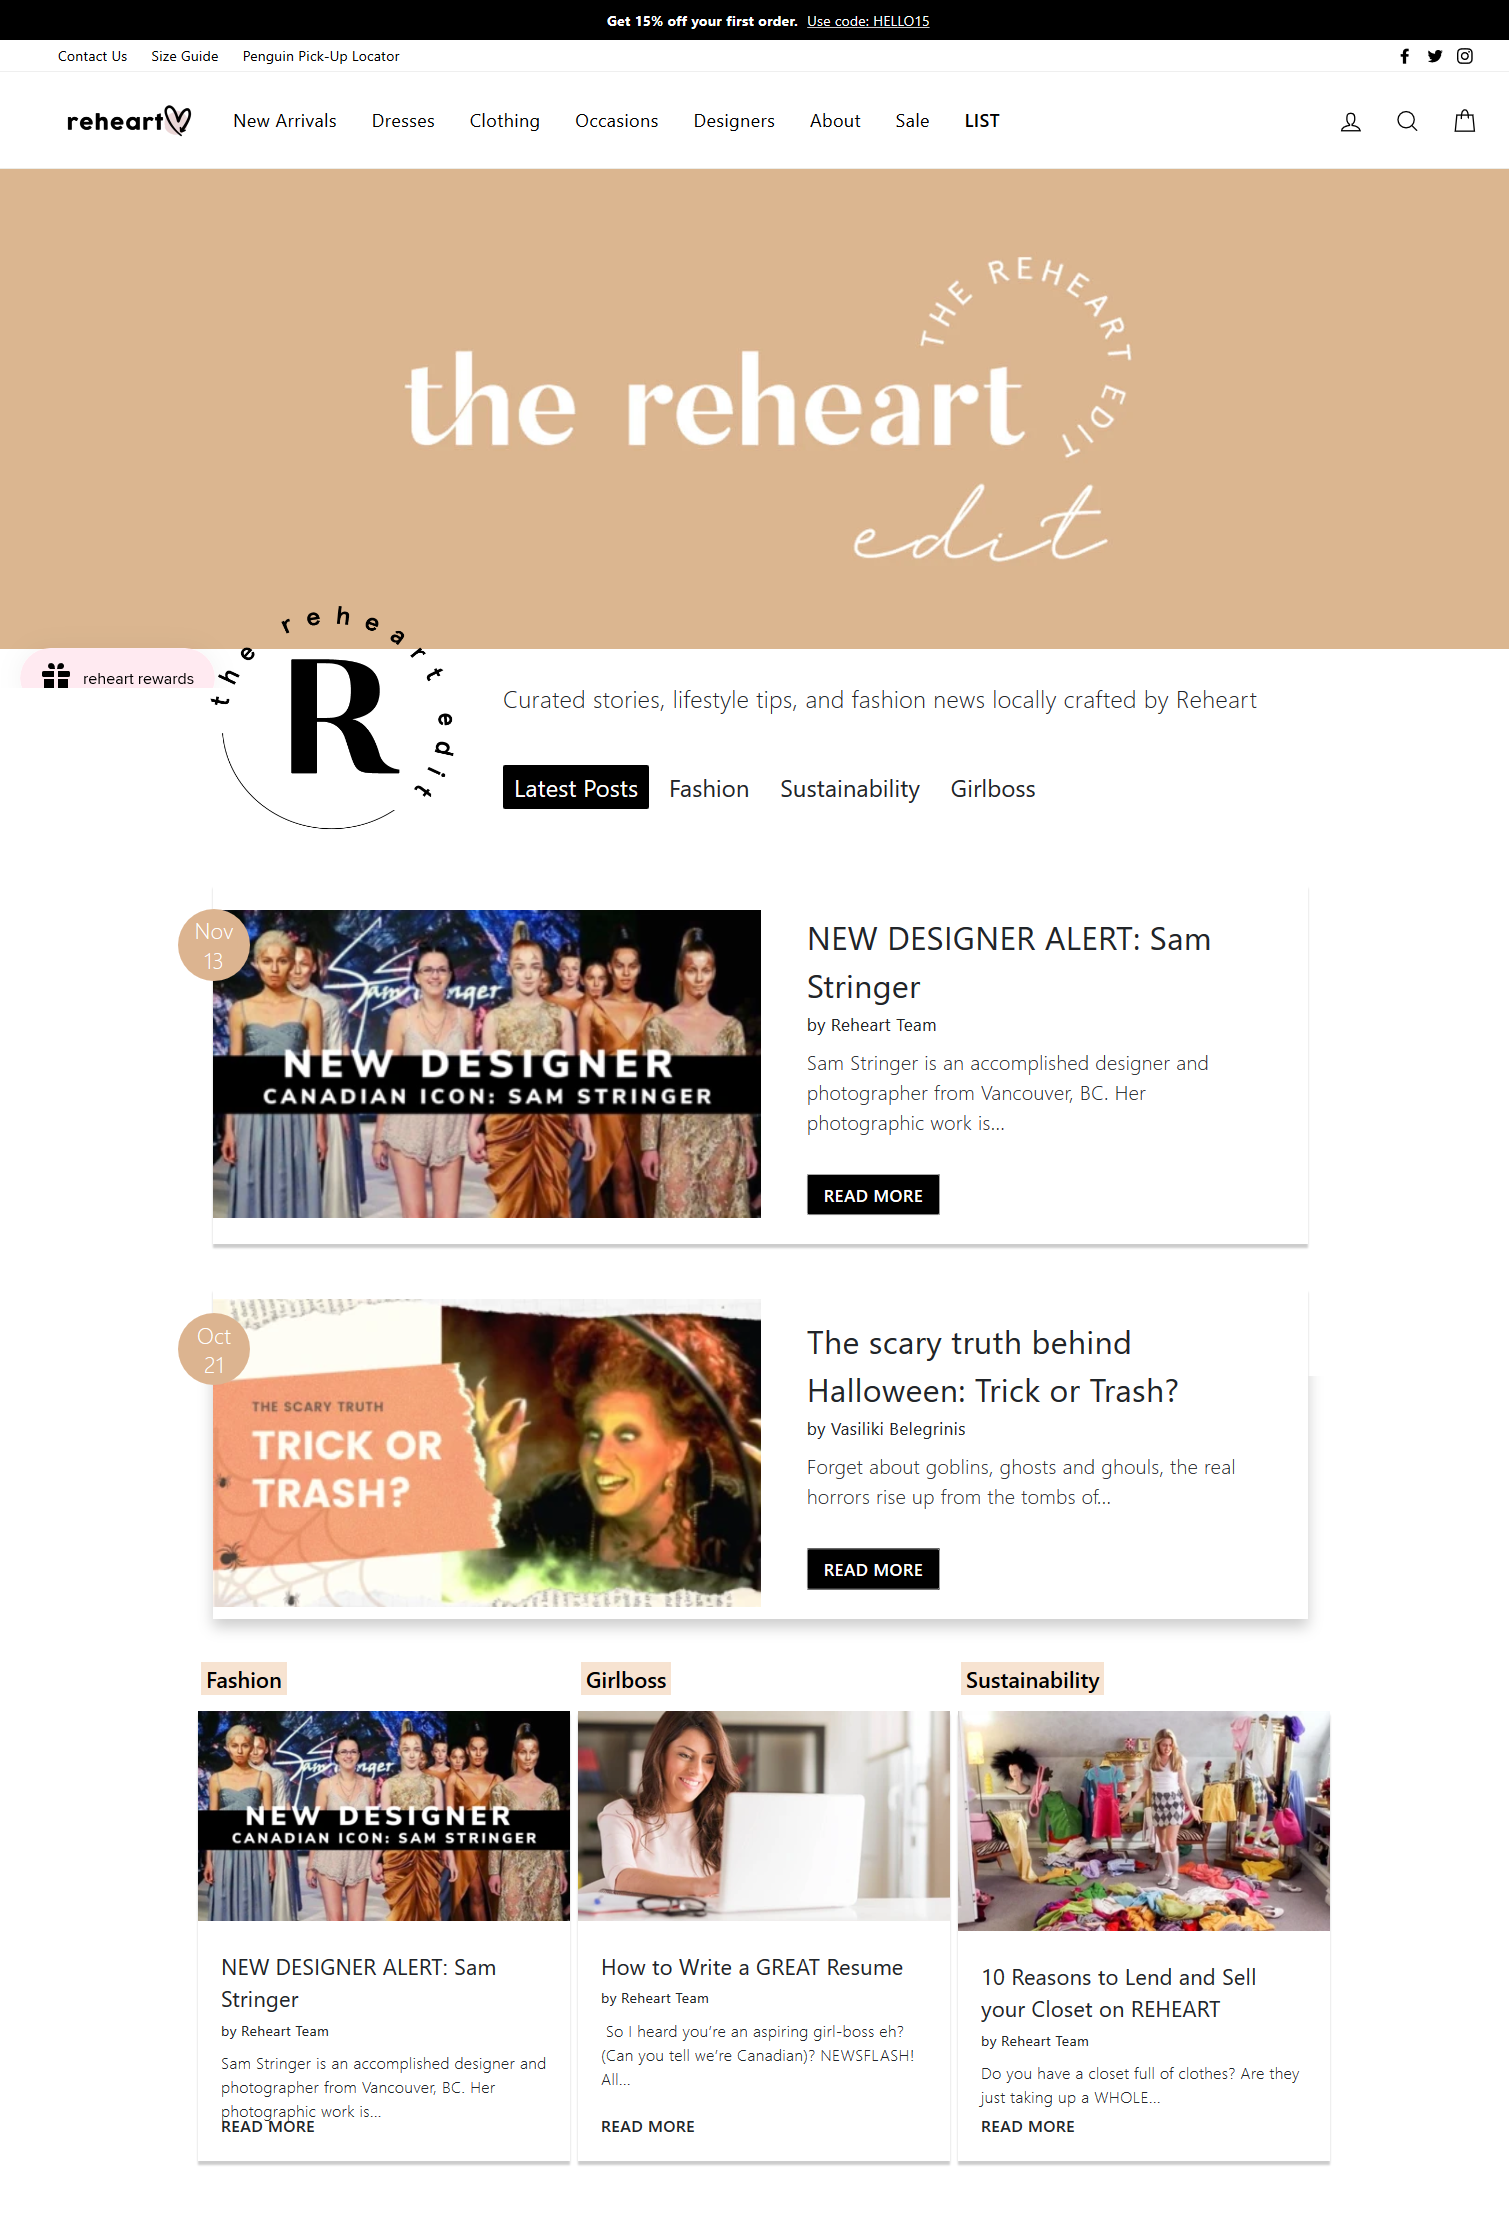 Get 15% off your first order. Use code: HELLO15
Contact Us Size Guide Penguin Pick-Up Locator
reheart New Arrivals Dresses Clothing Occasions Designers About Sale LIST
THE REHEART EDIT
the reheart
edit
the reheart edit
R
reheart rewards
Curated stories, lifestyle tips, and fashion news locally crafted by Reheart
Latest Posts Fashion Sustainability Girlboss
Nov
13
Sam Stringer
NEW DESIGNER
CANADIAN ICON: SAM STRINGER
NEW DESIGNER ALERT: Sam
Stringer
by Reheart Team
Sam Stringer is an accomplished designer and
photographer from Vancouver, BC. Her
photographic work is...
READ MORE
Oct
21
THE SCARY TRUTH
TRICK OR
TRASH?
The scary truth behind
Halloween: Trick or Trash?
by Vasiliki Belegrinis
Forget about goblins, ghosts and ghouls, the real
horrors rise up from the tombs of...
READ MORE
Fashion
Sam Stringer
NEW DESIGNER
CANADIAN ICON: SAM STRINGER
NEW DESIGNER ALERT: Sam
Stringer
by Reheart Team
Sam Stringer is an accomplished designer and
photographer from Vancouver, BC. Her
photographic work is...
READ MORE
Girlboss
How to Write a GREAT Resume
by Reheart Team
So I heard you’re an aspiring girl-boss eh?
(Can you tell we’re Canadian)? NEWSFLASH!
All...
READ MORE
Sustainability
10 Reasons to Lend and Sell
your Closet on REHEART
by Reheart Team
Do you have a closet full of clothes? Are they
just taking up a WHOLE...
READ MORE